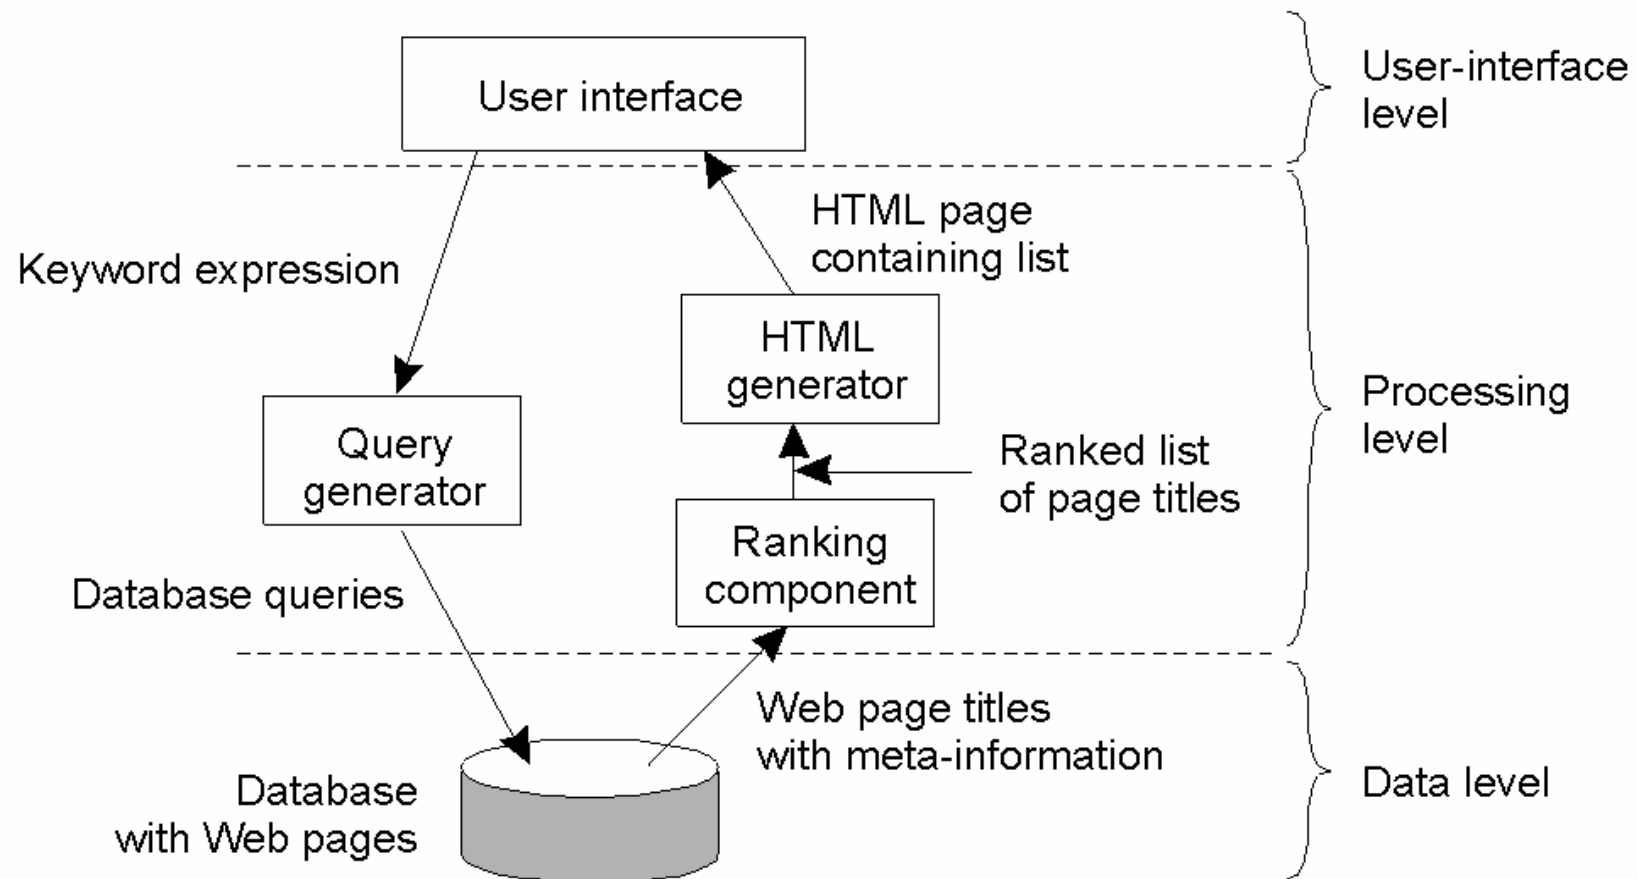 User interface
User-interface
level
HTML page
containing list
Keyword expression
HTML
generator
Processing
level
Query
generator
Ranked list
of page titles
Ranking
component
Database queries
Web page titles
with meta-information
Database
with Web pages
Data level